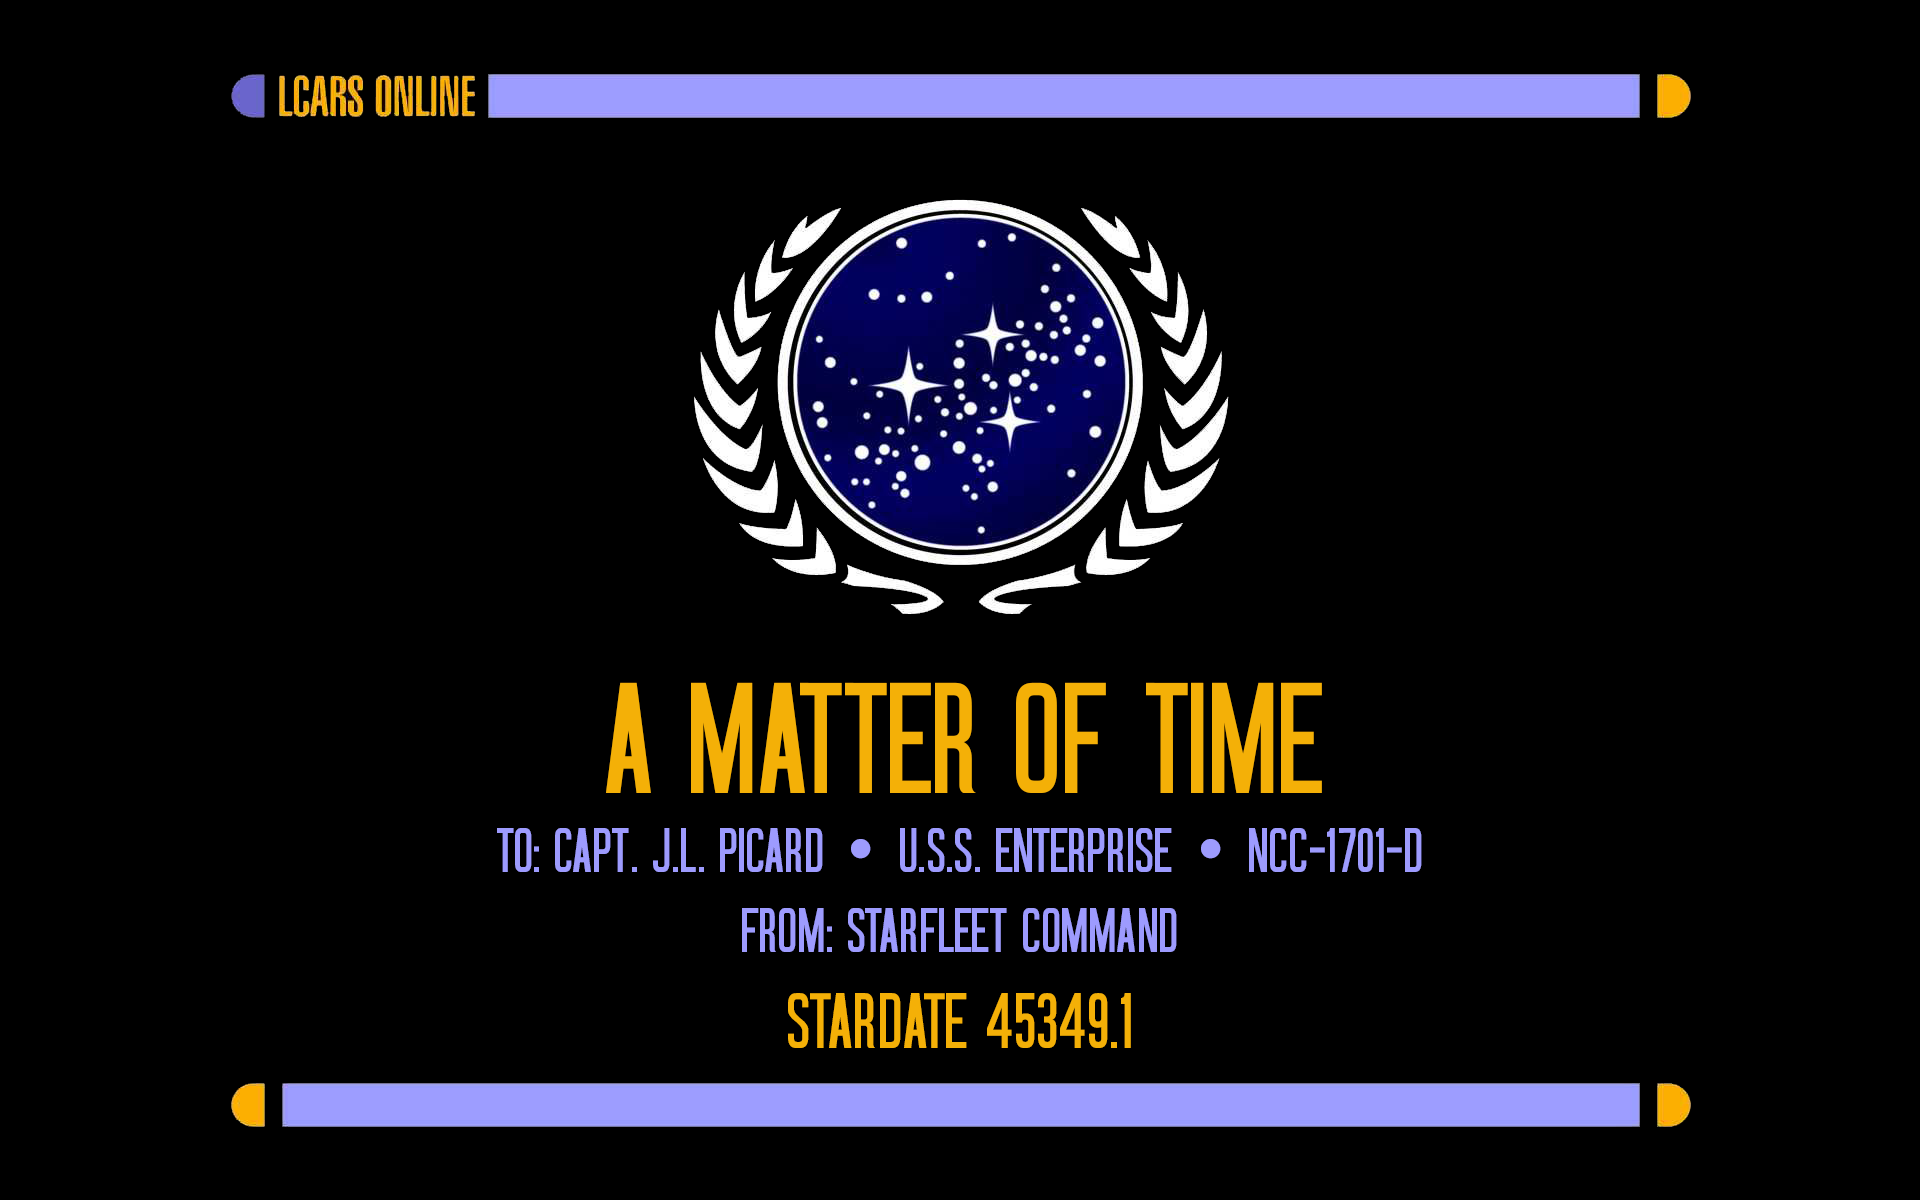 LCARS ONLINE
A MATTER OF TIME
TO: CAPT. J.L. PICARD • U.S.S. ENTERPRISE • NCC-1701-D
FROM: STARFLEET COMMAND
STARDATE 45349.1